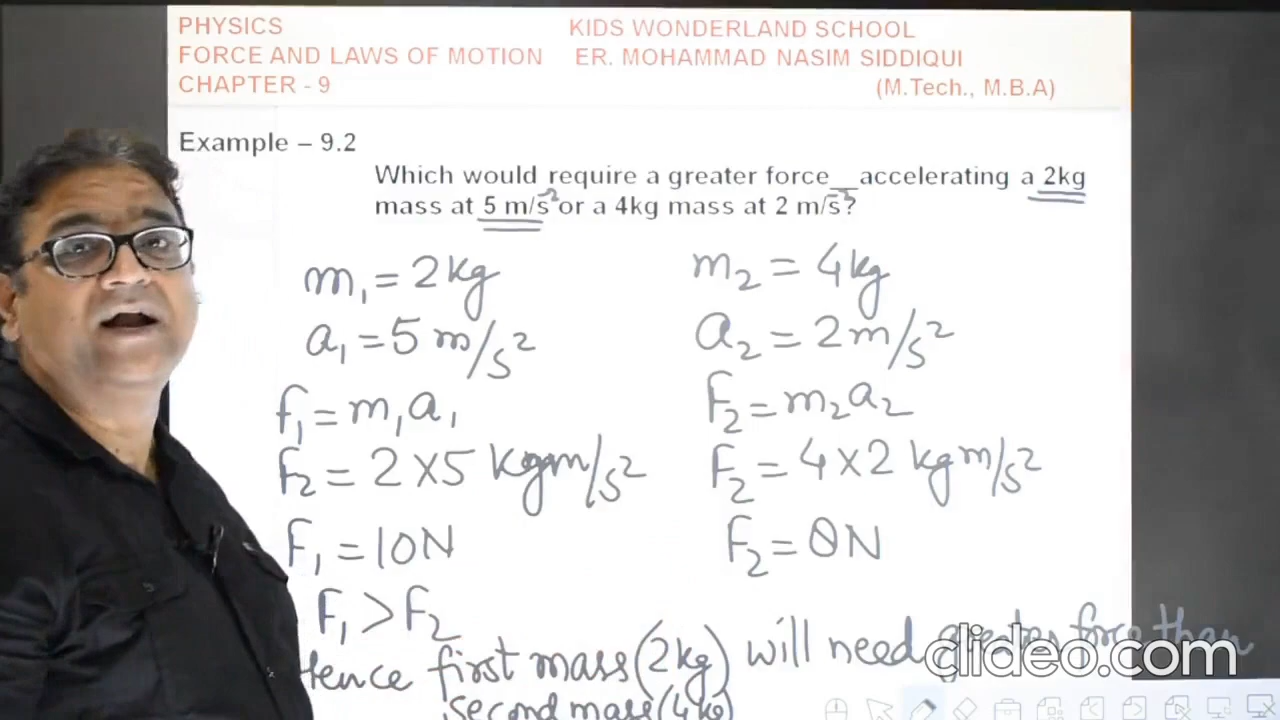 PHYSICS KIDS WONDERLAND SCHOOL
FORCE AND LAWS OF MOTION ER. MOHAMMAD NASIM SIDDIQUI
CHAPTER - 9 (M.Tech., M.B.A)
Example – 9.2
Which would require a greater force__accelerating a 2kg
mass at 5 m/s² or a 4kg mass at 2 m/s²?
m₁ = 2kg
a₁ = 5 m/s²
f₁ = m₁a₁
F₂ = 2×5 kgm/s²
F₁ = 10N
m₂ = 4kg
a₂ = 2m/s²
F₂ = m₂a₂
F₂ = 4×2 kgm/s²
F₂ = 8N
F₁ > F₂
Hence first mass (2kg) will need greater force than
second mass (4kg)
clideo.com